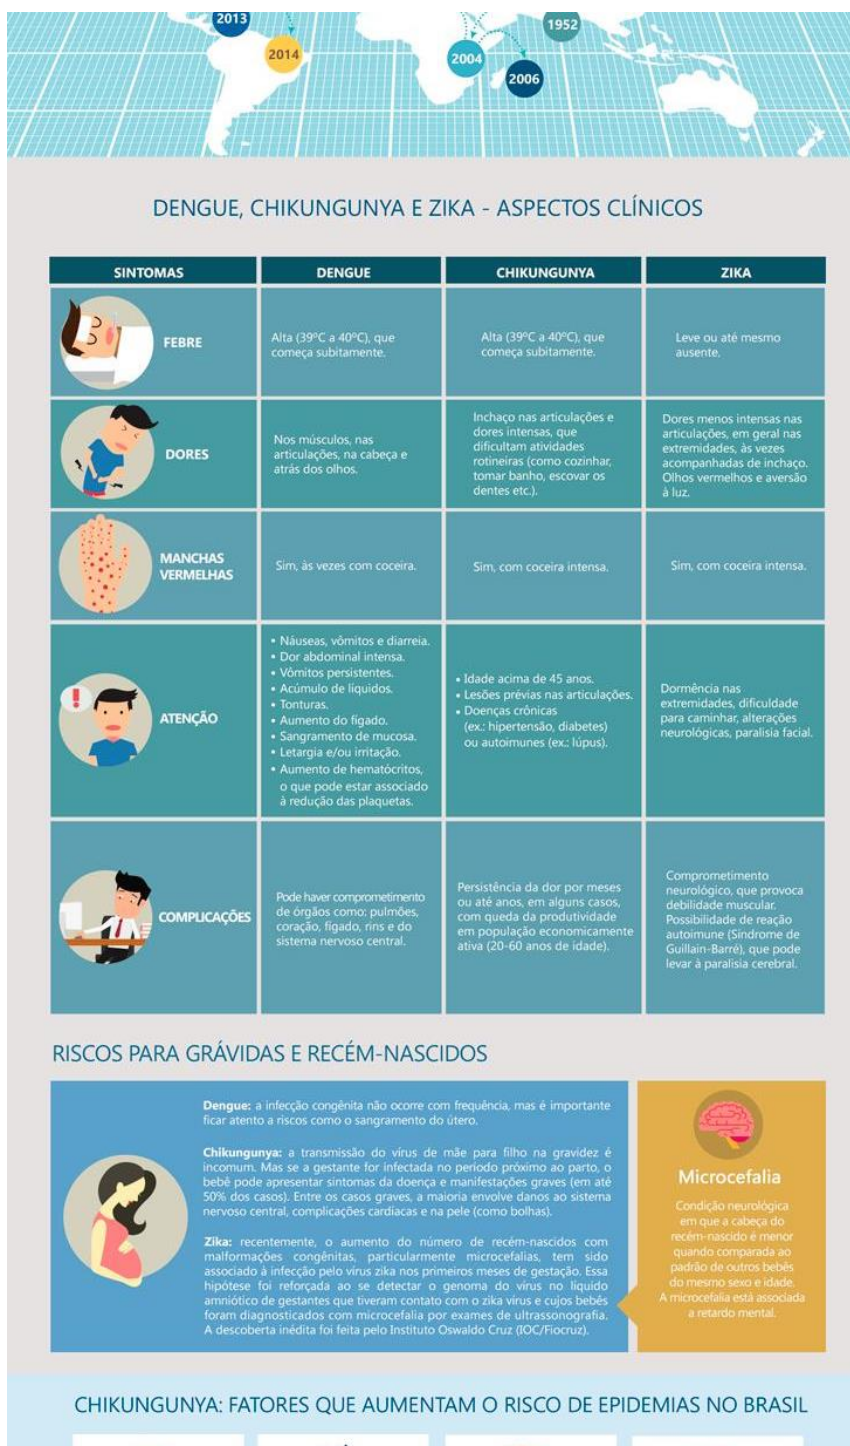 2013
1952
2014
2004
2006
DENGUE, CHIKUNGUNYA E ZIKA - ASPECTOS CLÍNICOS
SINTOMAS
DENGUE
CHIKUNGUNYA
ZIKA
FEBRE
Alta (39ºC a 40ºC), que
começa subitamente.
Alta (39ºC a 40ºC), que
começa subitamente.
Leve ou até mesmo
ausente.
DORES
Nos músculos, nas
articulações, na cabeça e
atrás dos olhos.
Inchaço nas articulações e
dores intensas, que
dificultam atividades
rotineiras (como cozinhar,
tomar banho, escovar os
dentes etc.).
Dores menos intensas nas
articulações, em geral nas
extremidades, às vezes
acompanhadas de inchaço.
Olhos vermelhos e aversão
à luz.
MANCHAS
VERMELHAS
Sim, às vezes com coceira.
Sim, com coceira intensa.
Sim, com coceira intensa.
!
ATENÇÃO
• Náuseas, vômitos e diarreia.
• Dor abdominal intensa.
• Vômitos persistentes.
• Acúmulo de líquidos.
• Tonturas.
• Aumento do fígado.
• Sangramento de mucosa.
• Letargia e/ou irritação.
• Aumento de hematócritos,
o que pode estar associado
à redução das plaquetas.
• Idade acima de 45 anos.
• Lesões prévias nas articulações.
• Doenças crônicas
(ex.: hipertensão, diabetes)
ou autoimunes (ex.: lúpus).
Dormência nas
extremidades, dificuldade
para caminhar, alterações
neurológicas, paralisia facial.
COMPLICAÇÕES
Pode haver comprometimento
de órgãos como: pulmões,
coração, fígado, rins e do
sistema nervoso central.
Persistência da dor por meses
ou até anos, em alguns casos,
com queda da produtividade
em população economicamente
ativa (20-60 anos de idade).
Comprometimento
neurológico, que provoca
debilidade muscular.
Possibilidade de reação
autoimune (Síndrome de
Guillain-Barré), que pode
levar à paralisia cerebral.
RISCOS PARA GRÁVIDAS E RECÉM-NASCIDOS
Dengue: a infecção congênita não ocorre com frequência, mas é importante
ficar atento a riscos como o sangramento do útero.
Chikungunya: a transmissão do vírus de mãe para filho na gravidez é
incomum. Mas se a gestante for infectada no período próximo ao parto, o
bebê pode apresentar sintomas da doença e manifestações graves (em até
50% dos casos). Entre os casos graves, a maioria envolve danos ao sistema
nervoso central, complicações cardíacas e na pele (como bolhas).
Zika: recentemente, o aumento do número de recém-nascidos com
malformações congênitas, particularmente microcefalias, tem sido
associado à infecção pelo vírus zika nos primeiros meses de gestação. Essa
hipótese foi reforçada ao se detectar o genoma do vírus no líquido
amniótico de gestantes que tiveram contato com o zika vírus e cujos bebês
foram diagnosticados com microcefalia por exames de ultrassonografia.
A descoberta inédita foi feita pelo Instituto Oswaldo Cruz (IOC/Fiocruz).
Microcefalia
Condição neurológica
em que a cabeça do
recém-nascido é menor
quando comparada ao
padrão de outros bebês
do mesmo sexo e idade.
A microcefalia está associada
a retardo mental.
CHIKUNGUNYA: FATORES QUE AUMENTAM O RISCO DE EPIDEMIAS NO BRASIL